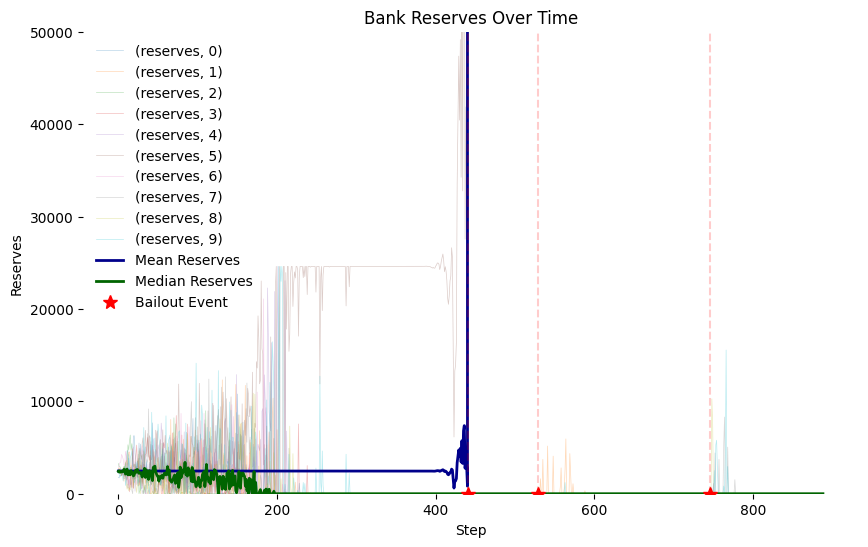 Bank Reserves Over Time
50000
40000
30000
20000
10000
0
Reserves
(reserves, 0)
(reserves, 1)
(reserves, 2)
(reserves, 3)
(reserves, 4)
(reserves, 5)
(reserves, 6)
(reserves, 7)
(reserves, 8)
(reserves, 9)
Mean Reserves
Median Reserves
Bailout Event
0 200 400 600 800
Step